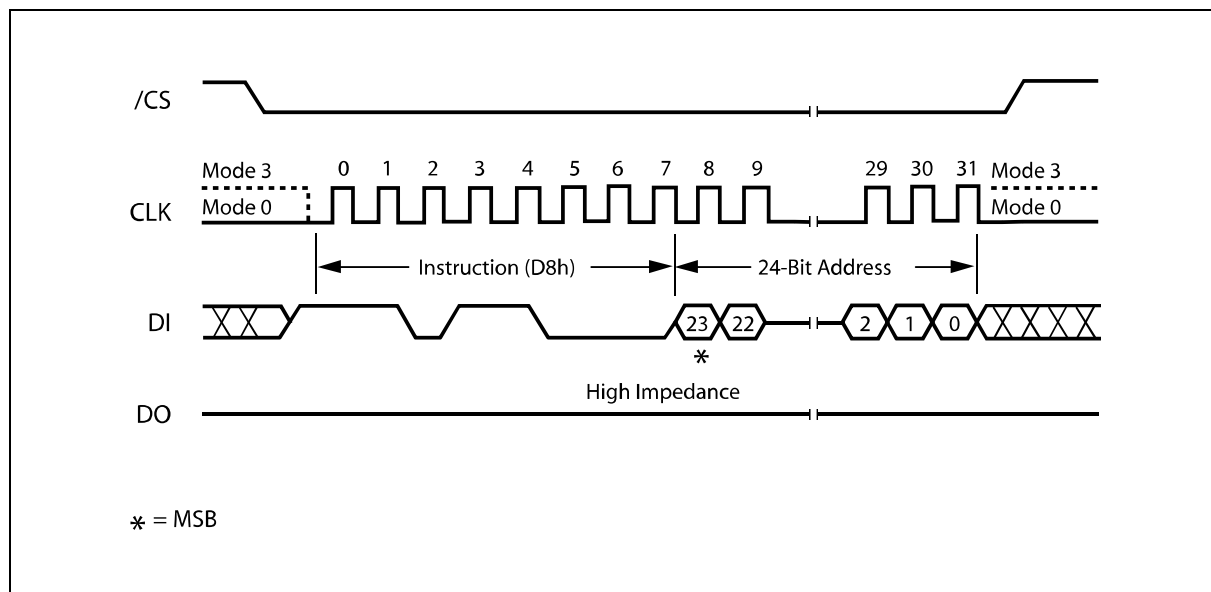 /CS
Mode 3 0 1 2 3 4 5 6 7 8 9 29 30 31 Mode 3
CLK Mode 0 Mode 0
Instruction (D8h) 24-Bit Address
DI 23 22 2 1 0
*
High Impedance
DO
* = MSB